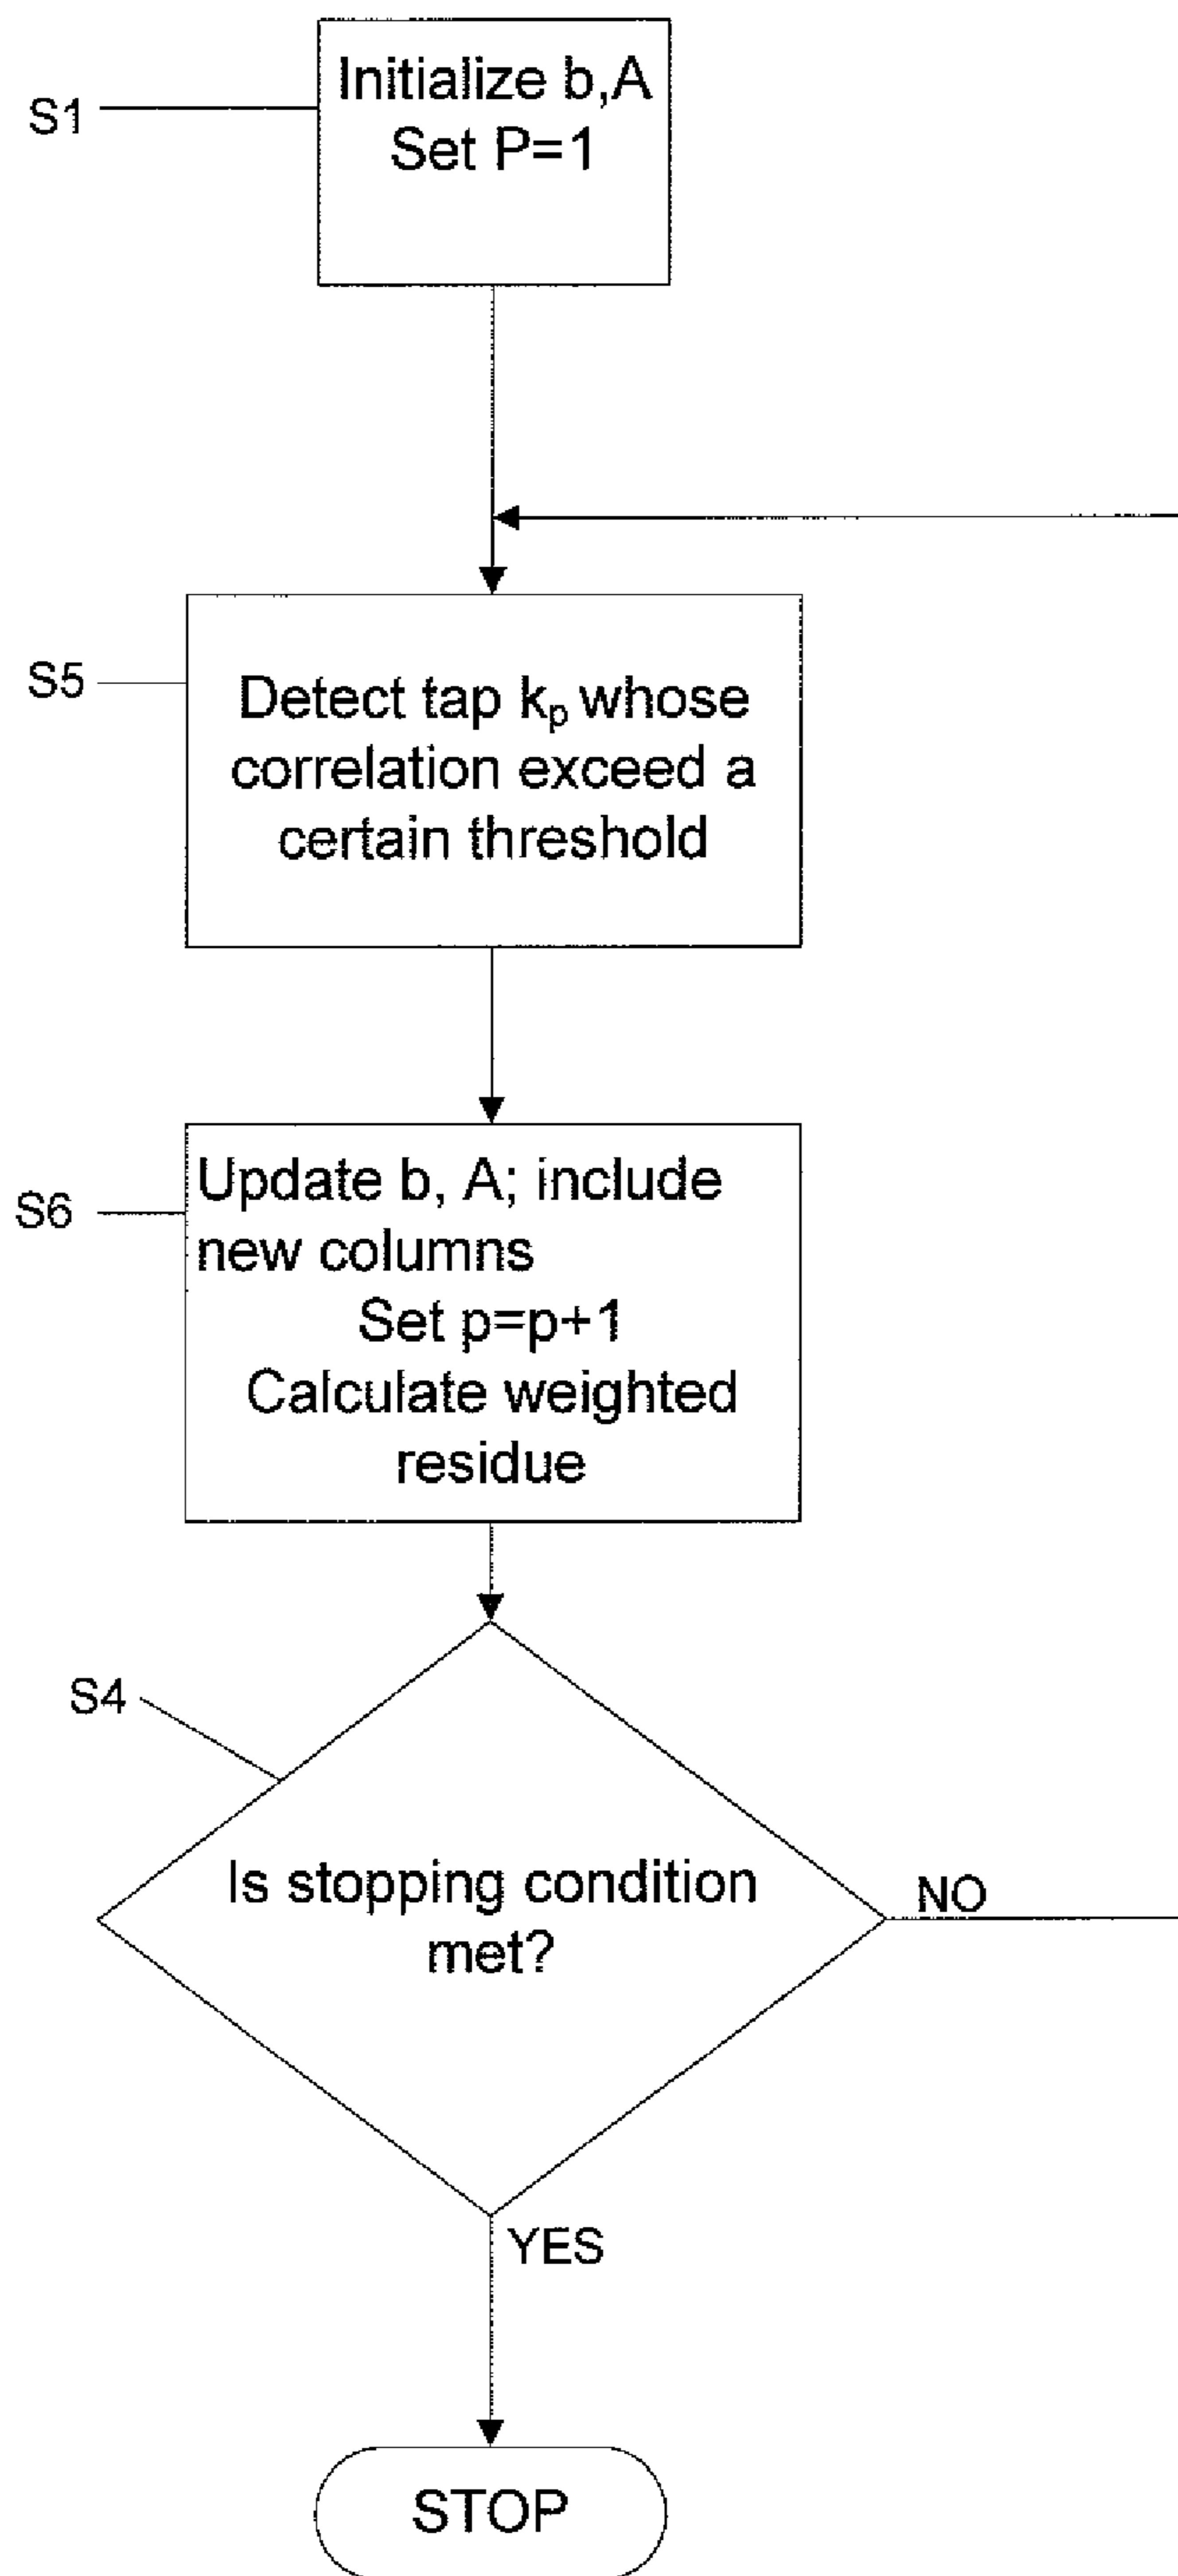 S1
Initialize b,A
Set P=1
S5
Detect tap kₚ whose
correlation exceed a
certain threshold
S6
Update b, A; include
new columns
Set p=p+1
Calculate weighted
residue
S4
Is stopping condition
met?
NO
YES
STOP